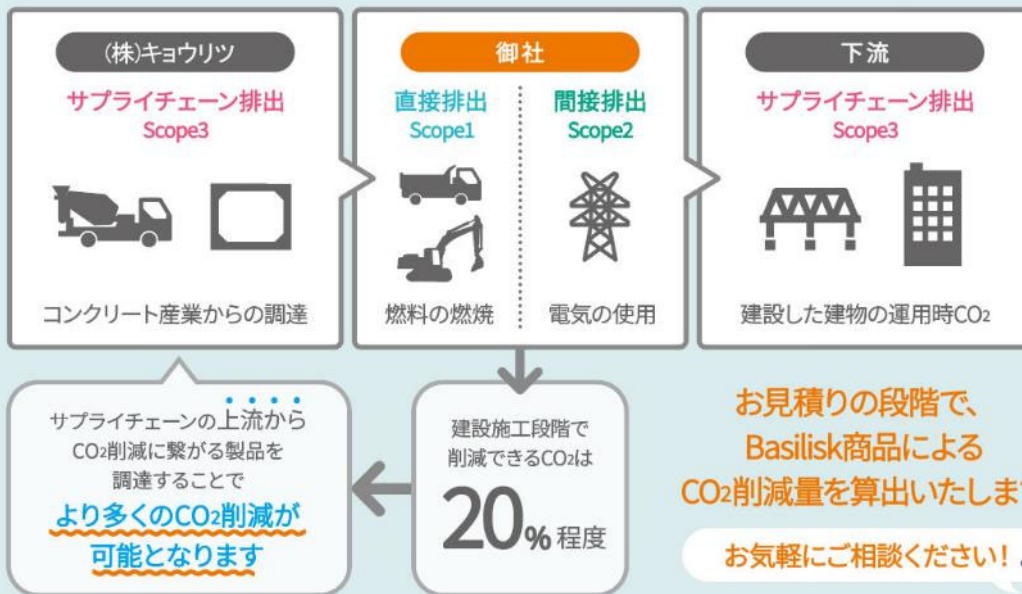 (株)キョウリツ
サプライチェーン排出
Scope3
コンクリート産業からの調達
御社
直接排出
Scope1
燃料の燃焼
間接排出
Scope2
電気の使用
下流
サプライチェーン排出
Scope3
建設した建物の運用時CO2
サプライチェーンの上流から
CO2削減に繋がる製品を
調達することで
より多くのCO2削減が
可能となります
建設施工段階で
削減できるCO2は
20%程度
お見積りの段階で、
Basilisk商品による
CO2削減量を算出いたします
お気軽にご相談ください!